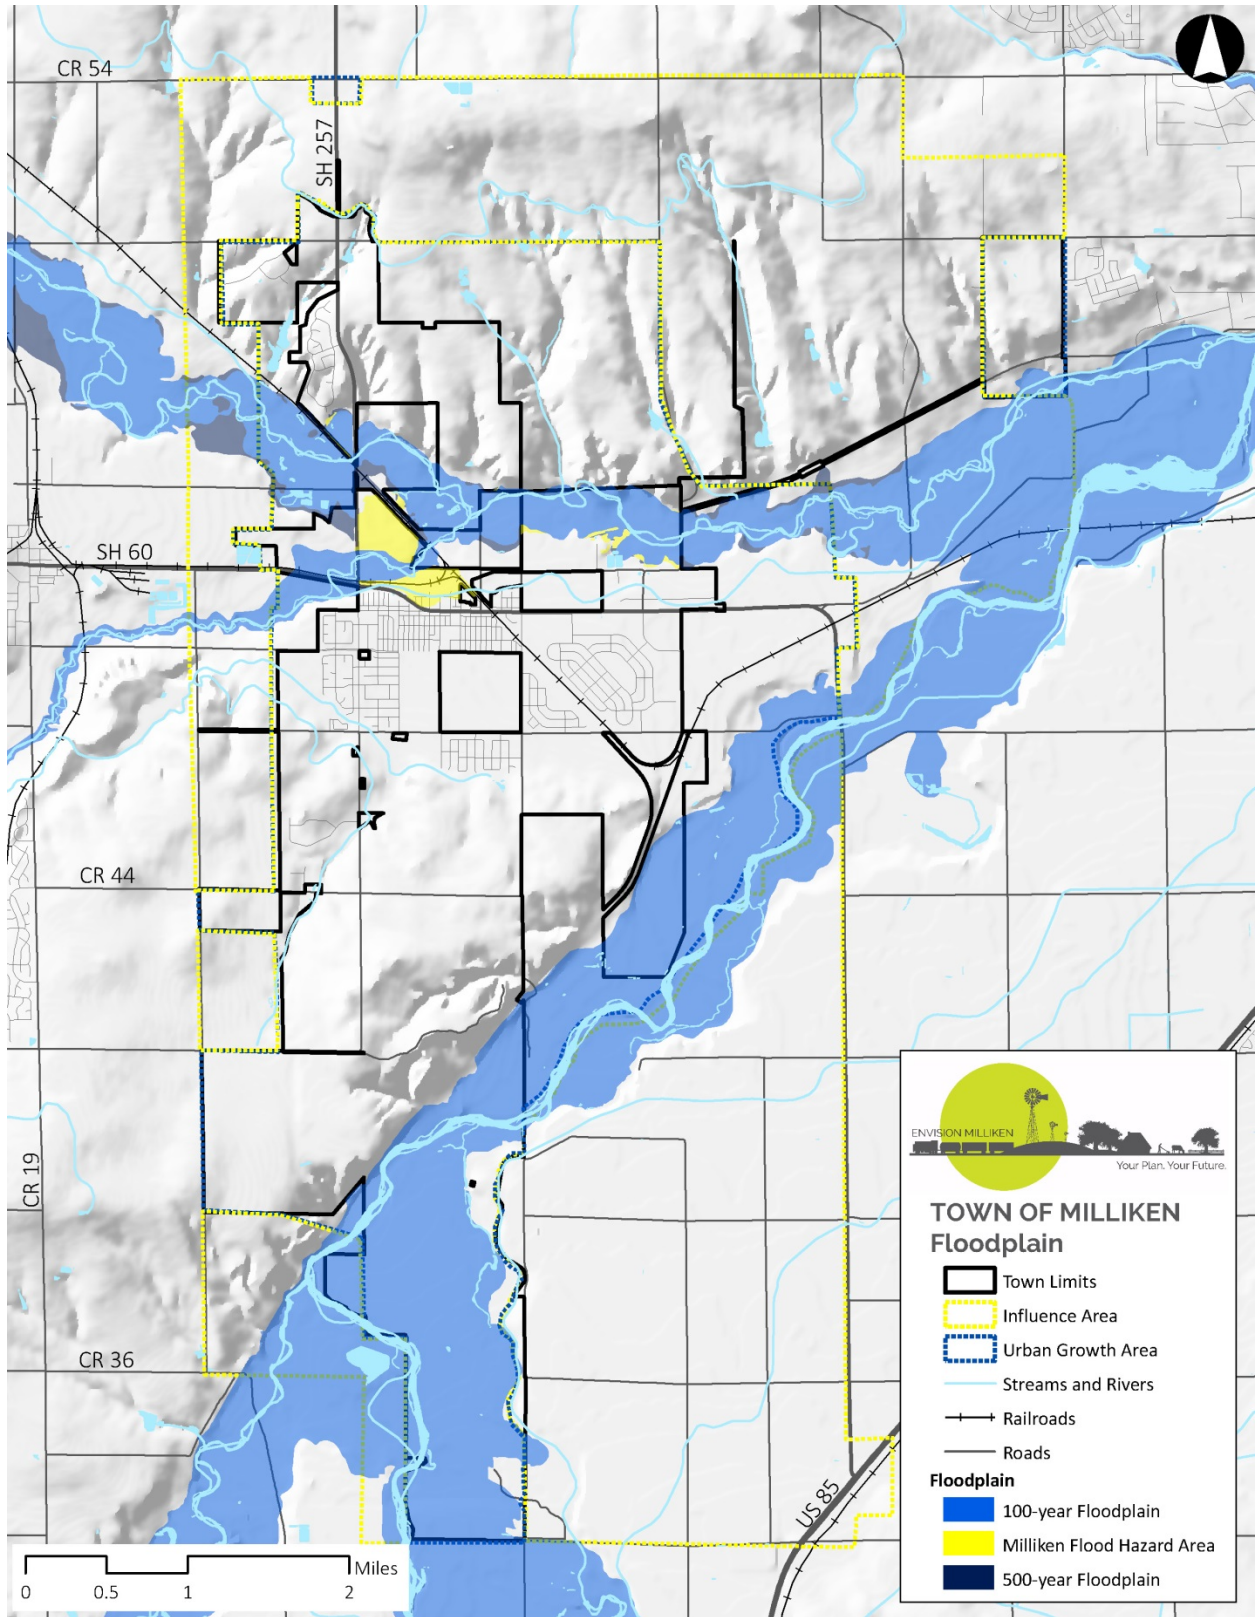 CR 54
SH 257
SH 60
CR 44
CR 19
CR 36
US 85
ENVISION MILLIKEN
Your Plan. Your Future.
TOWN OF MILLIKEN
Floodplain
Town Limits
Influence Area
Urban Growth Area
Streams and Rivers
Railroads
Roads
Floodplain
100-year Floodplain
Milliken Flood Hazard Area
500-year Floodplain
Miles
0 0.5 1 2